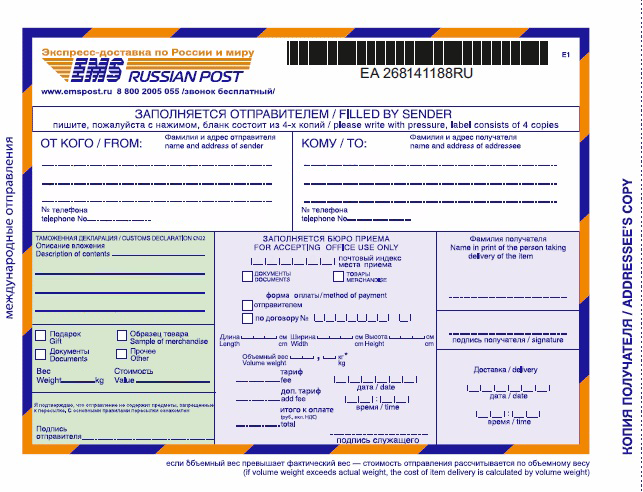 Экспресс-доставка по России и миру
EMS RUSSIAN POST
www.emspost.ru 8 800 2005 055 /звонок бесплатный/
EA 268141188RU
E1
ЗАПОЛНЯЕТСЯ ОТПРАВИТЕЛЕМ / FILLED BY SENDER
пишите, пожалуйста с нажимом, бланк состоит из 4-х копий / please write with pressure, label consists of 4 copies
ОТ КОГО / FROM:
Фамилия и адрес отправителя
name and address of sender
№ телефона
telephone No.
КОМУ / TO:
Фамилия и адрес получателя
name and address of addressee
№ телефона
telephone No.
ТАМОЖЕННАЯ ДЕКЛАРАЦИЯ / CUSTOMS DECLARATION CN22
Описание вложения
Description of contents
Подарок
Gift
Образец товара
Sample of merchandise
Документы
Documents
Прочее
Other
Вес
Weight kg
Стоимость
Value
Я подтверждаю, что отправление не содержит предметы, запрещенные
к пересылке, С основными правилами пересылки ознакомлен
Подпись
отправителя
ЗАПОЛНЯЕТСЯ БЮРО ПРИЕМА
FOR ACCEPTING OFFICE USE ONLY
почтовый индекс
места приема
ДОКУМЕНТЫ
DOCUMENTS
ТОВАРЫ
MERCHANDISE
форма оплаты/method of payment
отправителем
по договору №
Длина см Ширина см Высота см
Length cm Width cm Height cm
Объемный вес , кг*
Volume weight kg
тариф
fee
дата / date
доп. тариф
add fee
время / time
итого к оплате
(руб., вкл. НДС)
total
подпись служащего
Фамилия получателя
Name in print of the person taking
delivery of the item
подпись получателя / signature
Доставка / delivery
дата / date
время / time
если объемный вес превышает фактический вес — стоимость отправления рассчитывается по объемному весу
(if volume weight exceeds actual weight, the cost of item delivery is calculated by volume weight)
международные отправления
КОПИЯ ПОЛУЧАТЕЛЯ / ADDRESSEE'S COPY